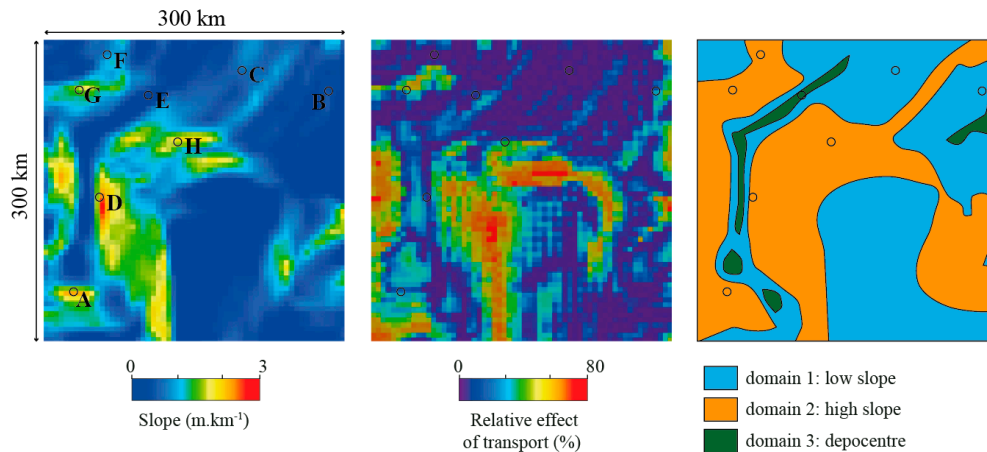 300 km
300 km
F
G
E
C
B
H
D
A
0 3
Slope (m.km⁻¹)
0 80
Relative effect
of transport (%)
domain 1: low slope
domain 2: high slope
domain 3: depocentre